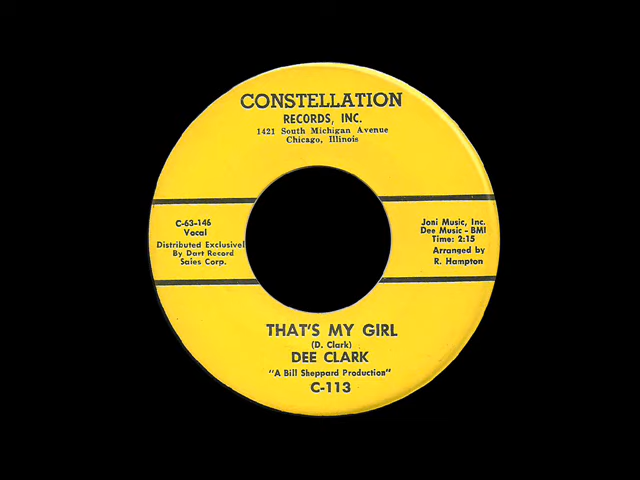 CONSTELLATION
RECORDS, INC.
1421 South Michigan Avenue
Chicago, Illinois
C-63-146
Vocal
Distributed Exclusively
By Dart Record
Sales Corp.
Joni Music, Inc.
Dee Music - BMI
Time: 2:15
Arranged by
R. Hampton
THAT'S MY GIRL
(D. Clark)
DEE CLARK
"A Bill Sheppard Production"
C-113